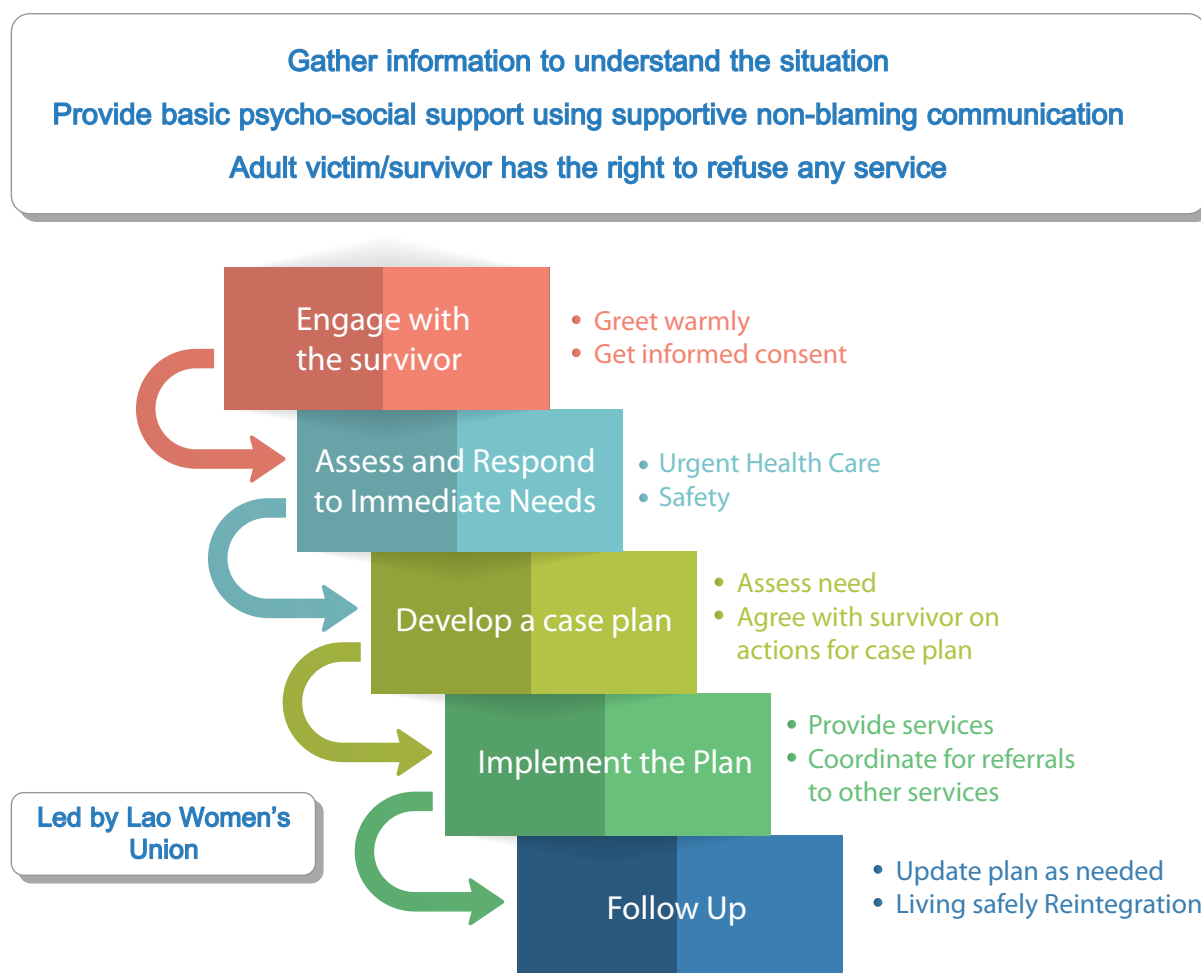 Gather information to understand the situation
Provide basic psycho-social support using supportive non-blaming communication
Adult victim/survivor has the right to refuse any service
Engage with
the survivor
• Greet warmly
• Get informed consent
Assess and Respond
to Immediate Needs
• Urgent Health Care
• Safety
Develop a case plan
• Assess need
• Agree with survivor on
actions for case plan
Implement the Plan
• Provide services
• Coordinate for referrals
to other services
Led by Lao Women's
Union
Follow Up
• Update plan as needed
• Living safely Reintegration